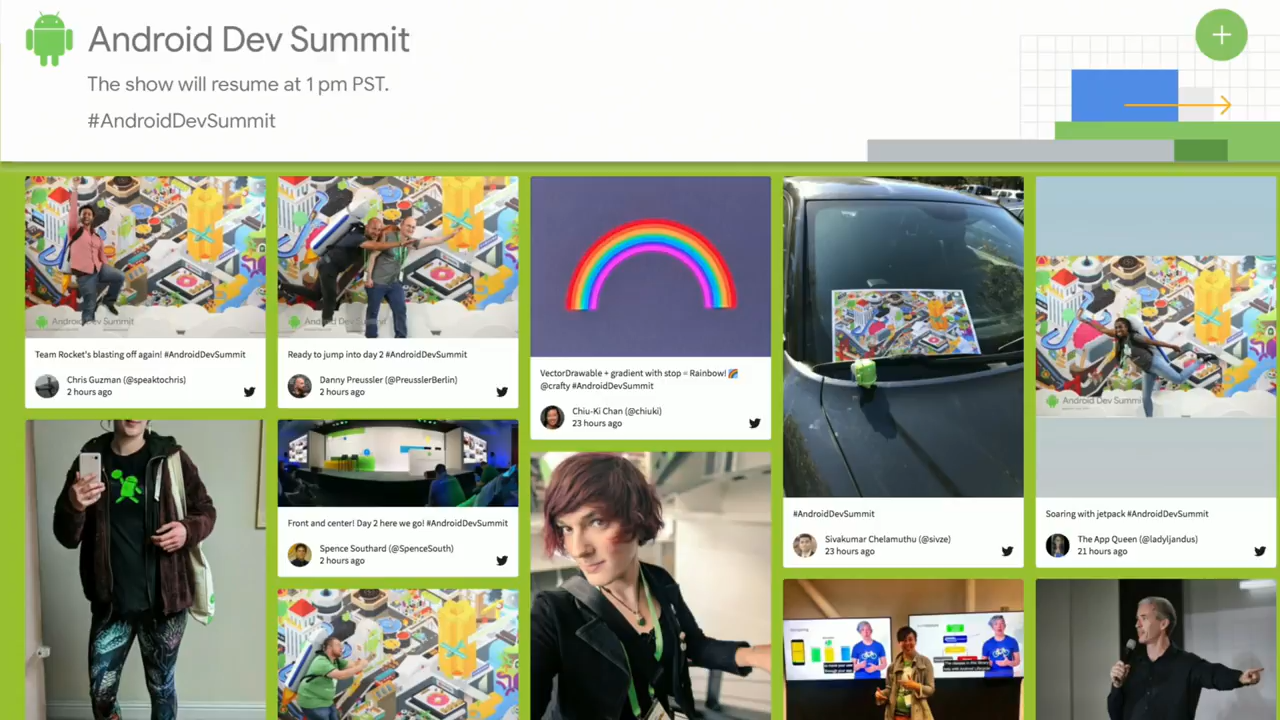 Android Dev Summit
The show will resume at 1 pm PST.
#AndroidDevSummit
Android Dev Summit
Team Rocket's blasting off again! #AndroidDevSummit
Chris Guzman (@speaktochris)
2 hours ago
Android Dev Summit
Ready to jump into day 2 #AndroidDevSummit
Danny Preussler (@PreusslerBerlin)
2 hours ago
Front and center! Day 2 here we go! #AndroidDevSummit
Spence Southard (@SpenceSouth)
2 hours ago
VectorDrawable + gradient with stop = Rainbow! 🌈
@crafty #AndroidDevSummit
Chiu-Ki Chan (@chiuki)
23 hours ago
#AndroidDevSummit
Sivakumar Chelamuthu (@sivze)
23 hours ago
Android Dev Summit
Soaring with jetpack #AndroidDevSummit
The App Queen (@ladyljandus)
21 hours ago